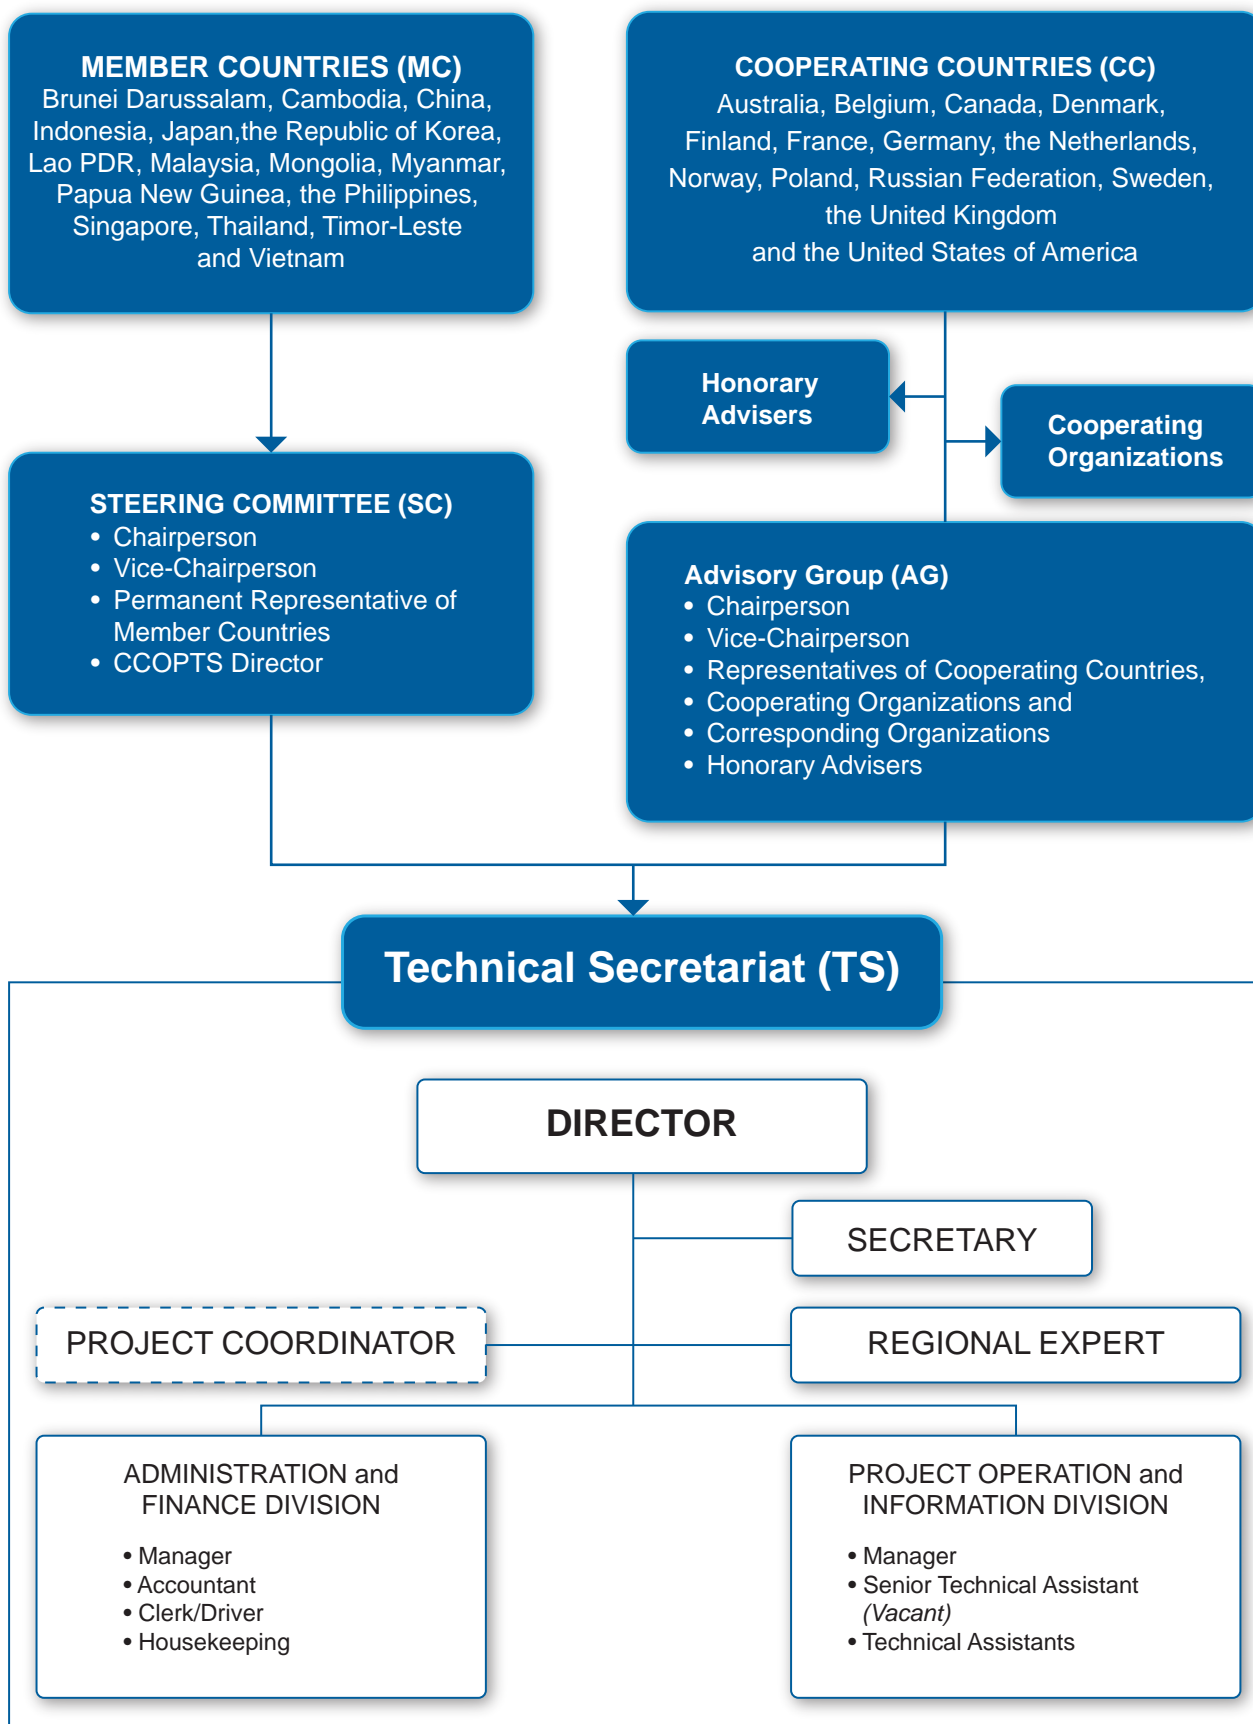 MEMBER COUNTRIES (MC)
Brunei Darussalam, Cambodia, China,
Indonesia, Japan,the Republic of Korea,
Lao PDR, Malaysia, Mongolia, Myanmar,
Papua New Guinea, the Philippines,
Singapore, Thailand, Timor-Leste
and Vietnam
COOPERATING COUNTRIES (CC)
Australia, Belgium, Canada, Denmark,
Finland, France, Germany, the Netherlands,
Norway, Poland, Russian Federation, Sweden,
the United Kingdom
and the United States of America
Honorary
Advisers
Cooperating
Organizations
STEERING COMMITTEE (SC)
• Chairperson
• Vice-Chairperson
• Permanent Representative of
Member Countries
• CCOPTS Director
Advisory Group (AG)
• Chairperson
• Vice-Chairperson
• Representatives of Cooperating Countries,
• Cooperating Organizations and
• Corresponding Organizations
• Honorary Advisers
Technical Secretariat (TS)
DIRECTOR
SECRETARY
PROJECT COORDINATOR
REGIONAL EXPERT
ADMINISTRATION and
FINANCE DIVISION
• Manager
• Accountant
• Clerk/Driver
• Housekeeping
PROJECT OPERATION and
INFORMATION DIVISION
• Manager
• Senior Technical Assistant
(Vacant)
• Technical Assistants